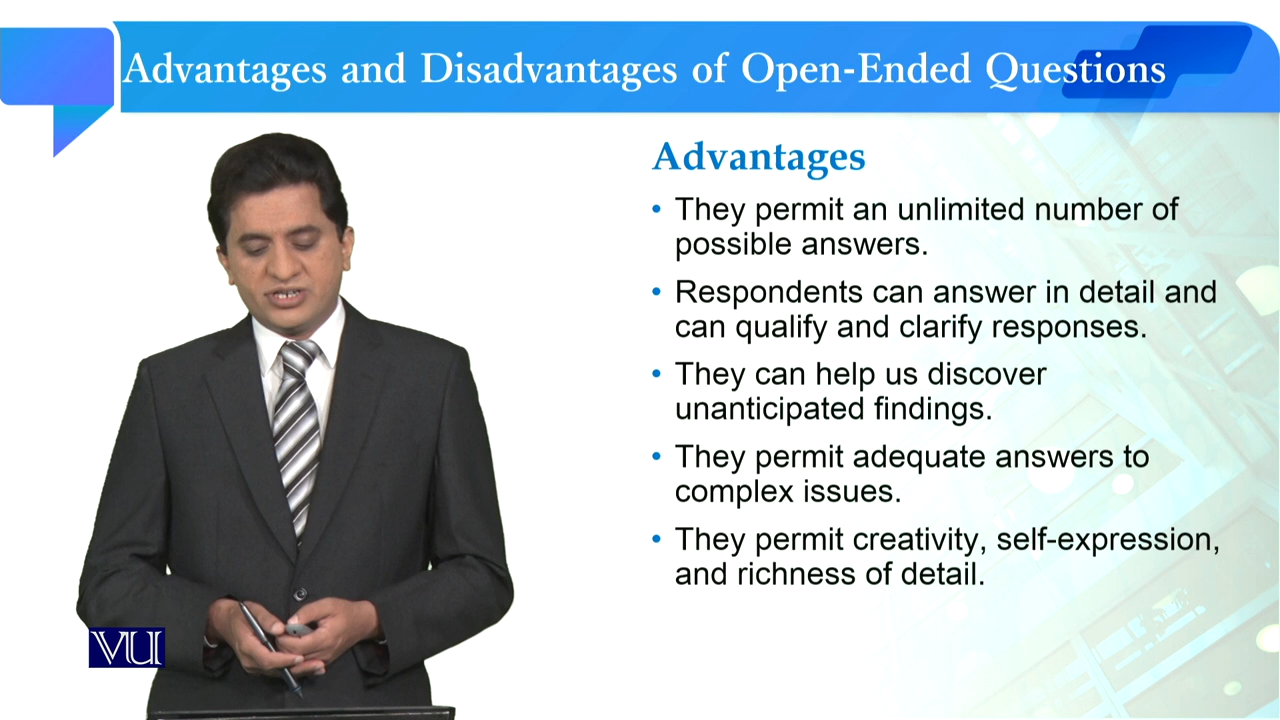 Advantages and Disadvantages of Open-Ended Questions
Advantages
• They permit an unlimited number of
possible answers.
• Respondents can answer in detail and
can qualify and clarify responses.
• They can help us discover
unanticipated findings.
• They permit adequate answers to
complex issues.
• They permit creativity, self-expression,
and richness of detail.
VU